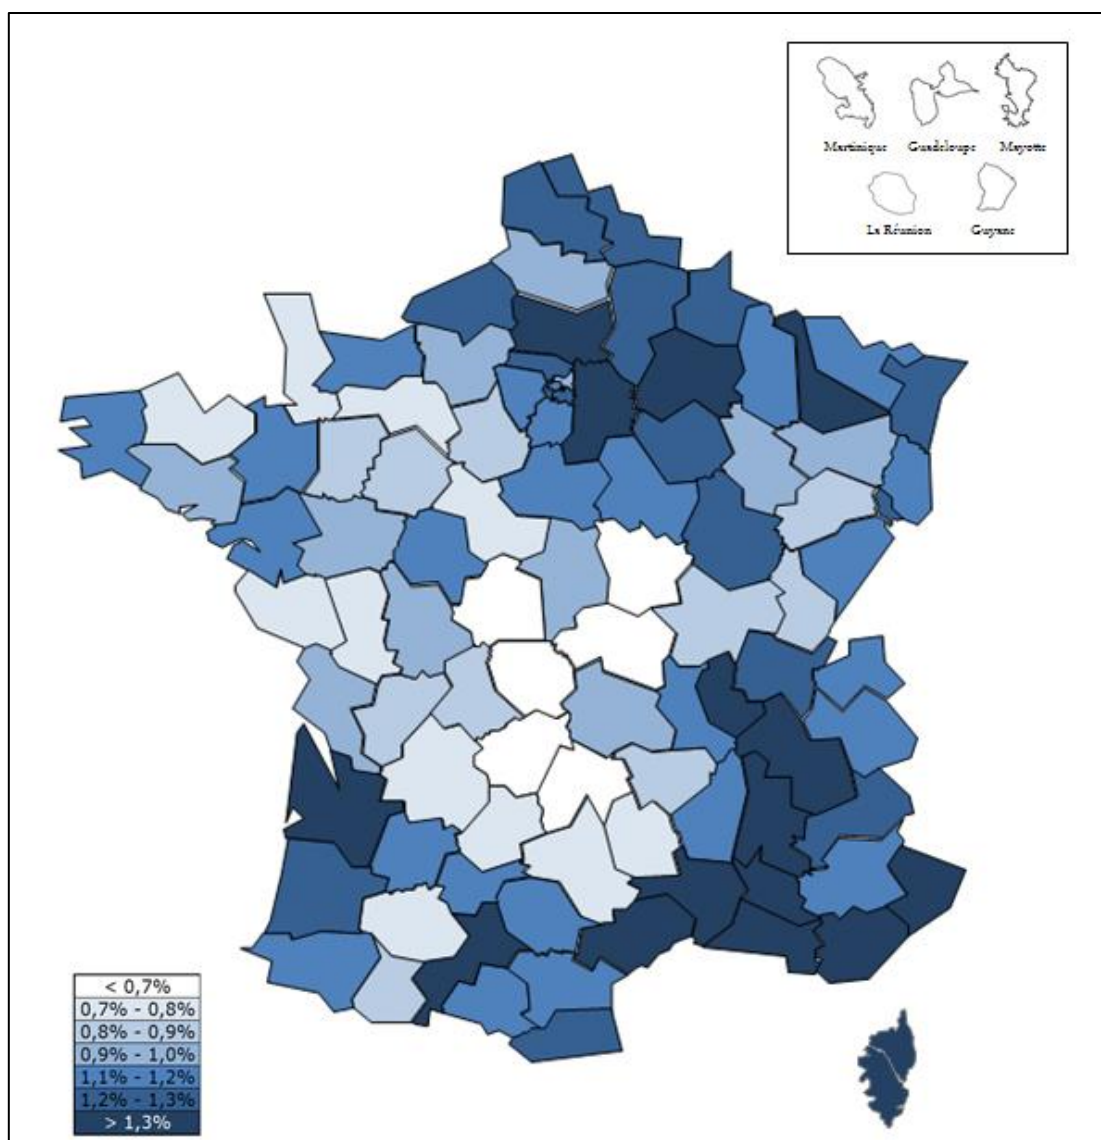 Martinique Guadeloupe Mayotte
La Réunion Guyane
< 0,7%
0,7% - 0,8%
0,8% - 0,9%
0,9% - 1,0%
1,1% - 1,2%
1,2% - 1,3%
> 1,3%